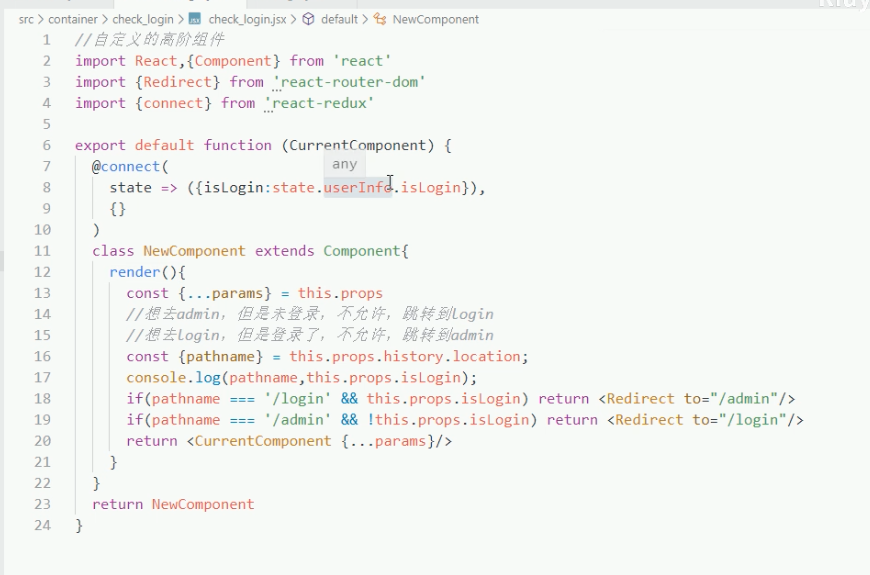 src > container > check_login > check_login.jsx > default > NewComponent
1 //自定义的高阶组件
2 import React,{Component} from 'react'
3 import {Redirect} from 'react-router-dom'
4 import {connect} from 'react-redux'
5
6 export default function (CurrentComponent) {
any
7 @connect(
8 state => ({isLogin:state.userInfo.isLogin}),
9 {}
10 )
11 class NewComponent extends Component{
12 render(){
13 const {...params} = this.props
14 //想去admin，但是未登录，不允许，跳转到login
15 //想去login，但是登录了，不允许，跳转到admin
16 const {pathname} = this.props.history.location;
17 console.log(pathname,this.props.isLogin);
18 if(pathname === '/login' && this.props.isLogin) return <Redirect to="/admin"/>
19 if(pathname === '/admin' && !this.props.isLogin) return <Redirect to="/login"/>
20 return <CurrentComponent {...params}/>
21 }
22 }
23 return NewComponent
24 }